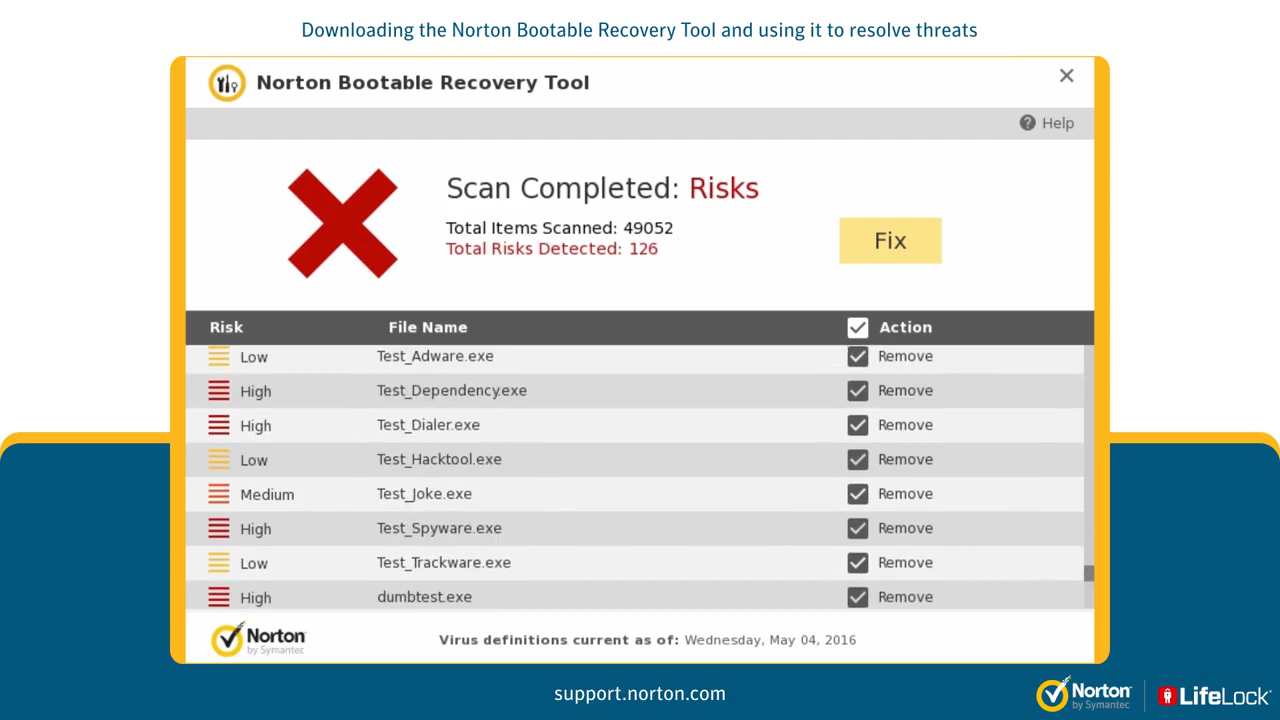 Downloading the Norton Bootable Recovery Tool and using it to resolve threats
Norton Bootable Recovery Tool
Help
Scan Completed: Risks
Total Items Scanned: 49052
Total Risks Detected: 126
Fix
Risk File Name Action
Low Test_Adware.exe Remove
High Test_Dependency.exe Remove
High Test_Dialer.exe Remove
Low Test_Hacktool.exe Remove
Medium Test_Joke.exe Remove
High Test_Spyware.exe Remove
Low Test_Trackware.exe Remove
High dumbtest.exe Remove
Norton
by Symantec
Virus definitions current as of: Wednesday, May 04, 2016
support.norton.com
Norton
by Symantec
LifeLock